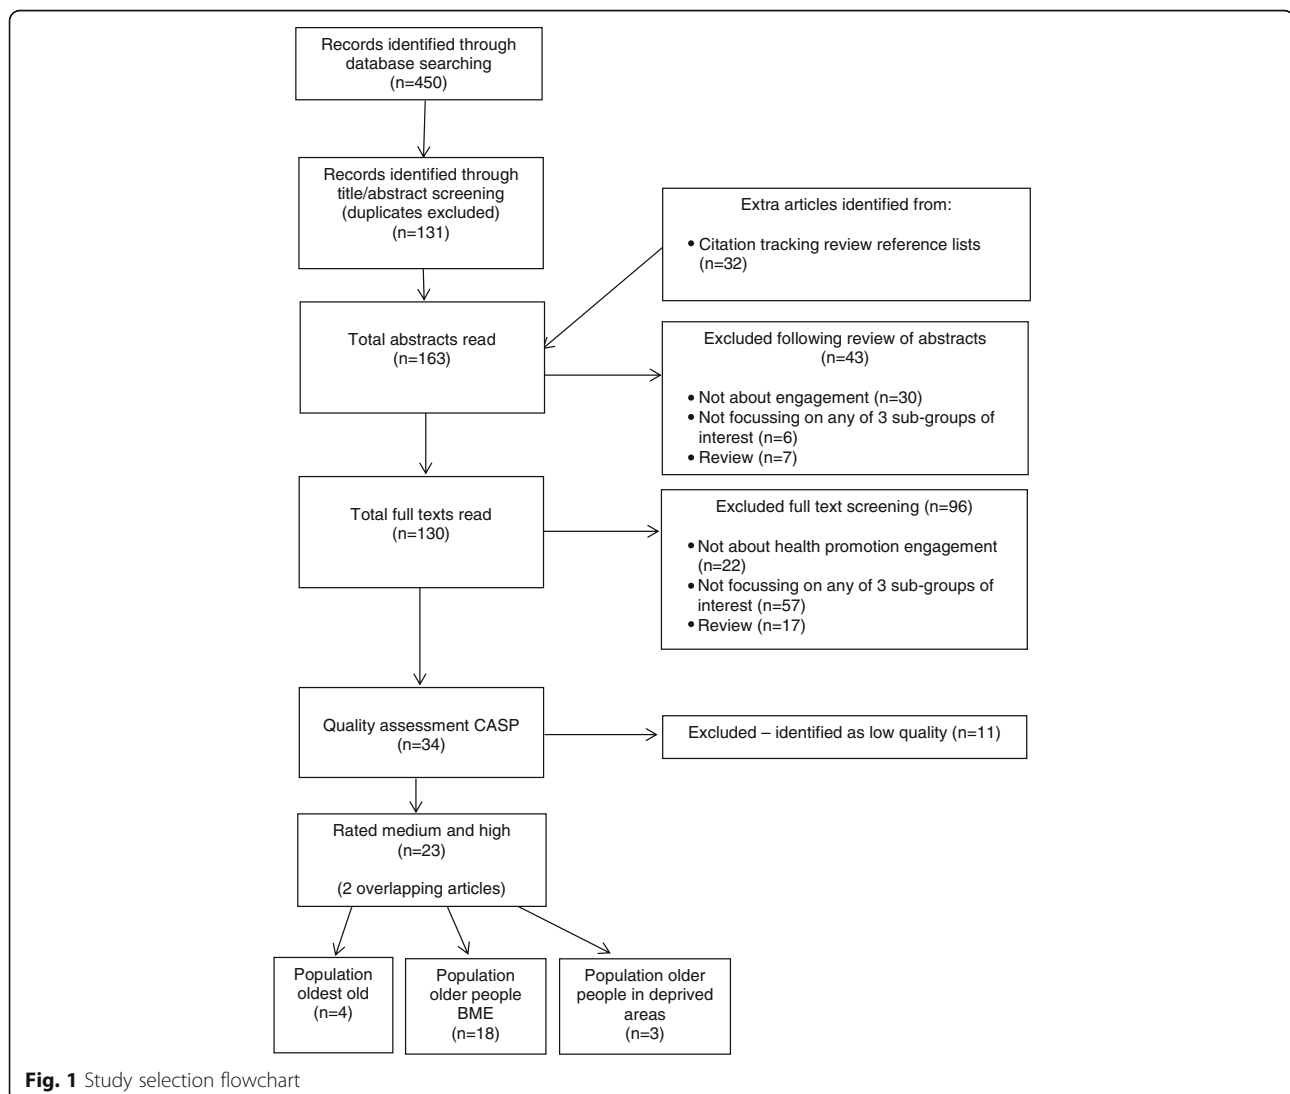 Records identified through
database searching
(n=450)
Records identified through
title/abstract screening
(duplicates excluded)
(n=131)
Extra articles identified from:
• Citation tracking review reference lists
(n=32)
Total abstracts read
(n=163)
Excluded following review of abstracts
(n=43)
• Not about engagement (n=30)
• Not focussing on any of 3 sub-groups of
interest (n=6)
• Review (n=7)
Total full texts read
(n=130)
Excluded full text screening (n=96)
• Not about health promotion engagement
(n=22)
• Not focussing on any of 3 sub-groups of
interest (n=57)
• Review (n=17)
Quality assessment CASP
(n=34)
Excluded – identified as low quality (n=11)
Rated medium and high
(n=23)
(2 overlapping articles)
Population
oldest old
(n=4)
Population
older people
BME
(n=18)
Population older
people in deprived
areas
(n=3)
Fig. 1 Study selection flowchart